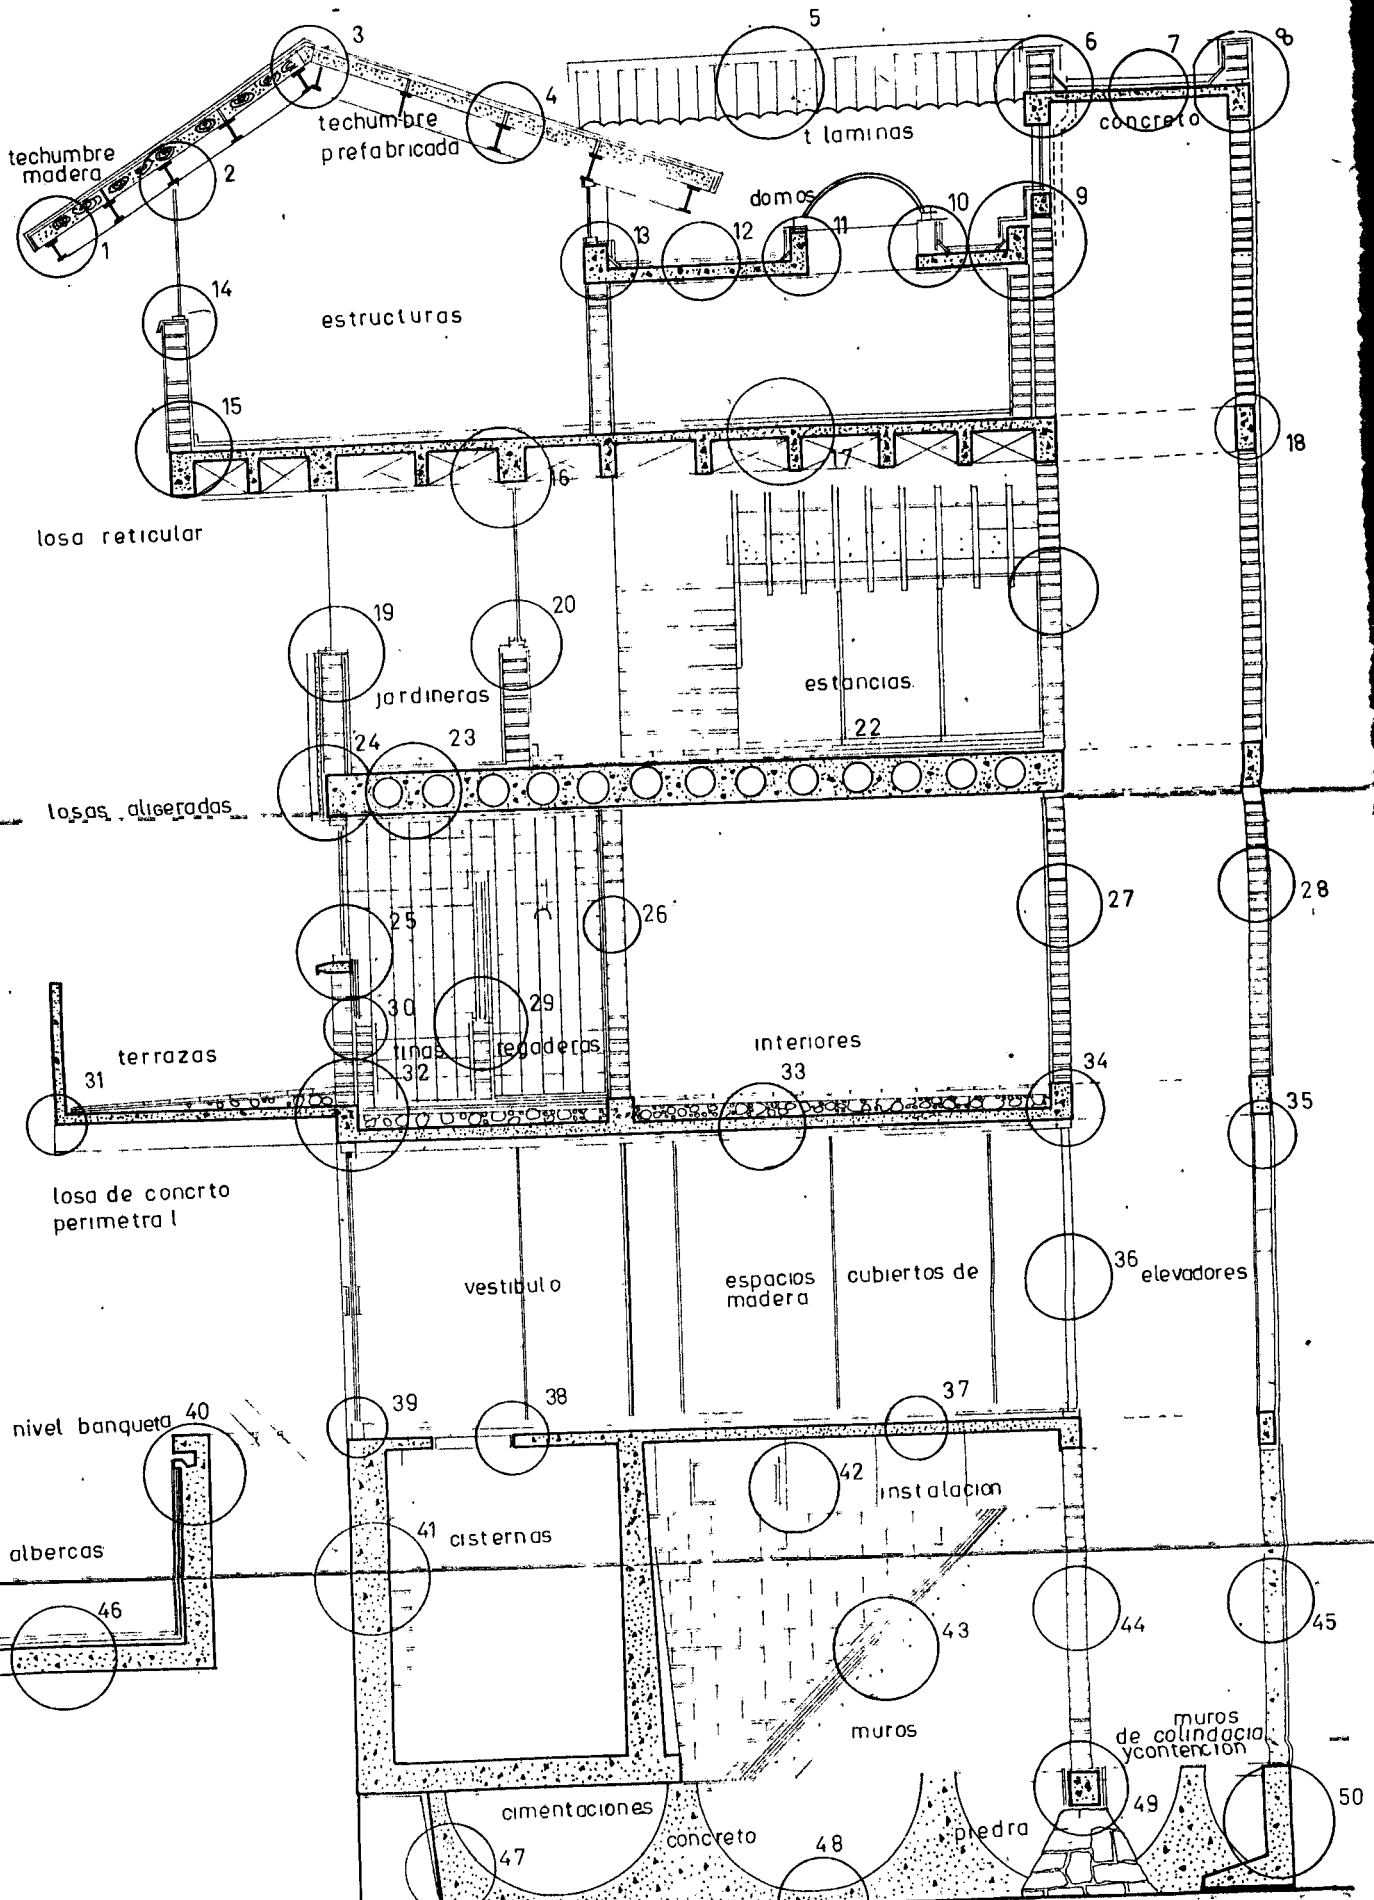 5
3
6
7
8
4
techumbre
prefabricada
t laminas
concreto
techumbre
madera
2
domos
10
9
1
13
12
11
14
estructuras
15
18
16
17
losa reticular
19
20
jardineras
estancias
24
23
22
losas aligeradas
27
28
25
26
30
29
terrazas
tinas
regaderas
interiores
31
32
33
34
35
losa de concrto
perimetral
36
vestibulo
espacios
madera
cubiertos de
elevadores
39
38
37
nivel banqueta
40
42
instalacion
41
cisternas
albercas
46
43
44
45
muros
muros
de colindacia
y contencion
cimentaciones
concreto
piedra
49
50
47
48